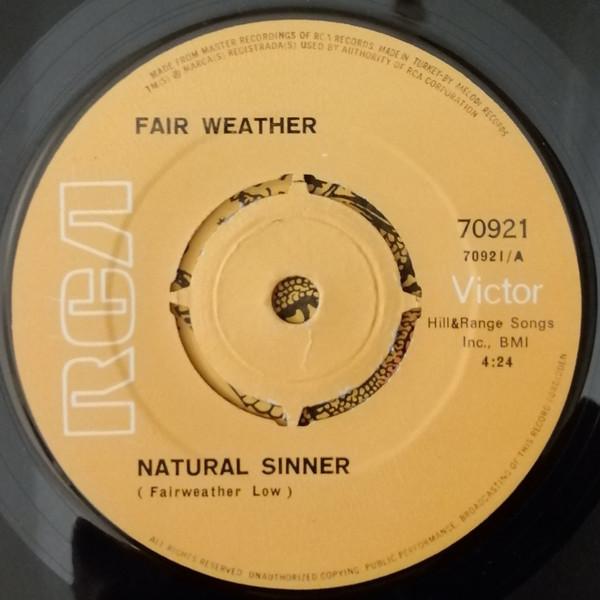 MADE FROM MASTER RECORDINGS OF RCA RECORDS. MADE IN TURKEY-BY MELODI RECORDS
TM(S) ® MARCA(S) REGISTRADA(S) USED BY AUTHORITY OF RCA CORPORATION
FAIR WEATHER
RCA
70921
70921/A
Victor
Hill&Range Songs
Inc., BMI
4:24
NATURAL SINNER
( Fairweather Low )
ALL RIGHTS RESERVED. UNAUTHORIZED COPYING. PUBLIC PERFORMANCE. BROADCASTING OF THIS RECORD FORBIDDEN